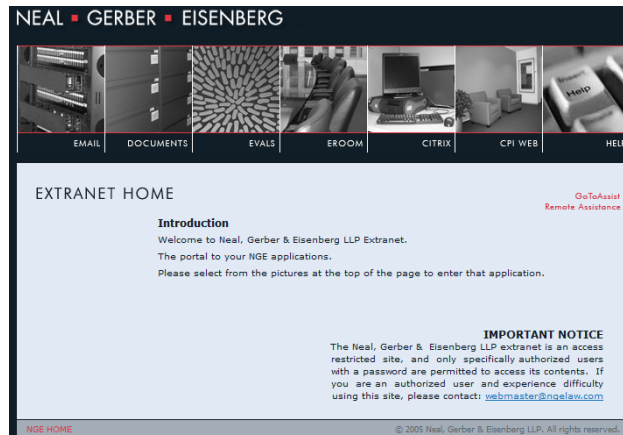 NEAL ▪ GERBER ▪ EISENBERG
EMAIL DOCUMENTS EVALS EROOM CITRIX CPI WEB HELP
Help
EXTRANET HOME
GoToAssist
Remote Assistance
Introduction
Welcome to Neal, Gerber & Eisenberg LLP Extranet.
The portal to your NGE applications.
Please select from the pictures at the top of the page to enter that application.
IMPORTANT NOTICE
The Neal, Gerber & Eisenberg LLP extranet is an access
restricted site, and only specifically authorized users
with a password are permitted to access its contents. If
you are an authorized user and experience difficulty
using this site, please contact: webmaster@ngelaw.com
NGE HOME © 2005 Neal, Gerber & Eisenberg LLP. All rights reserved.